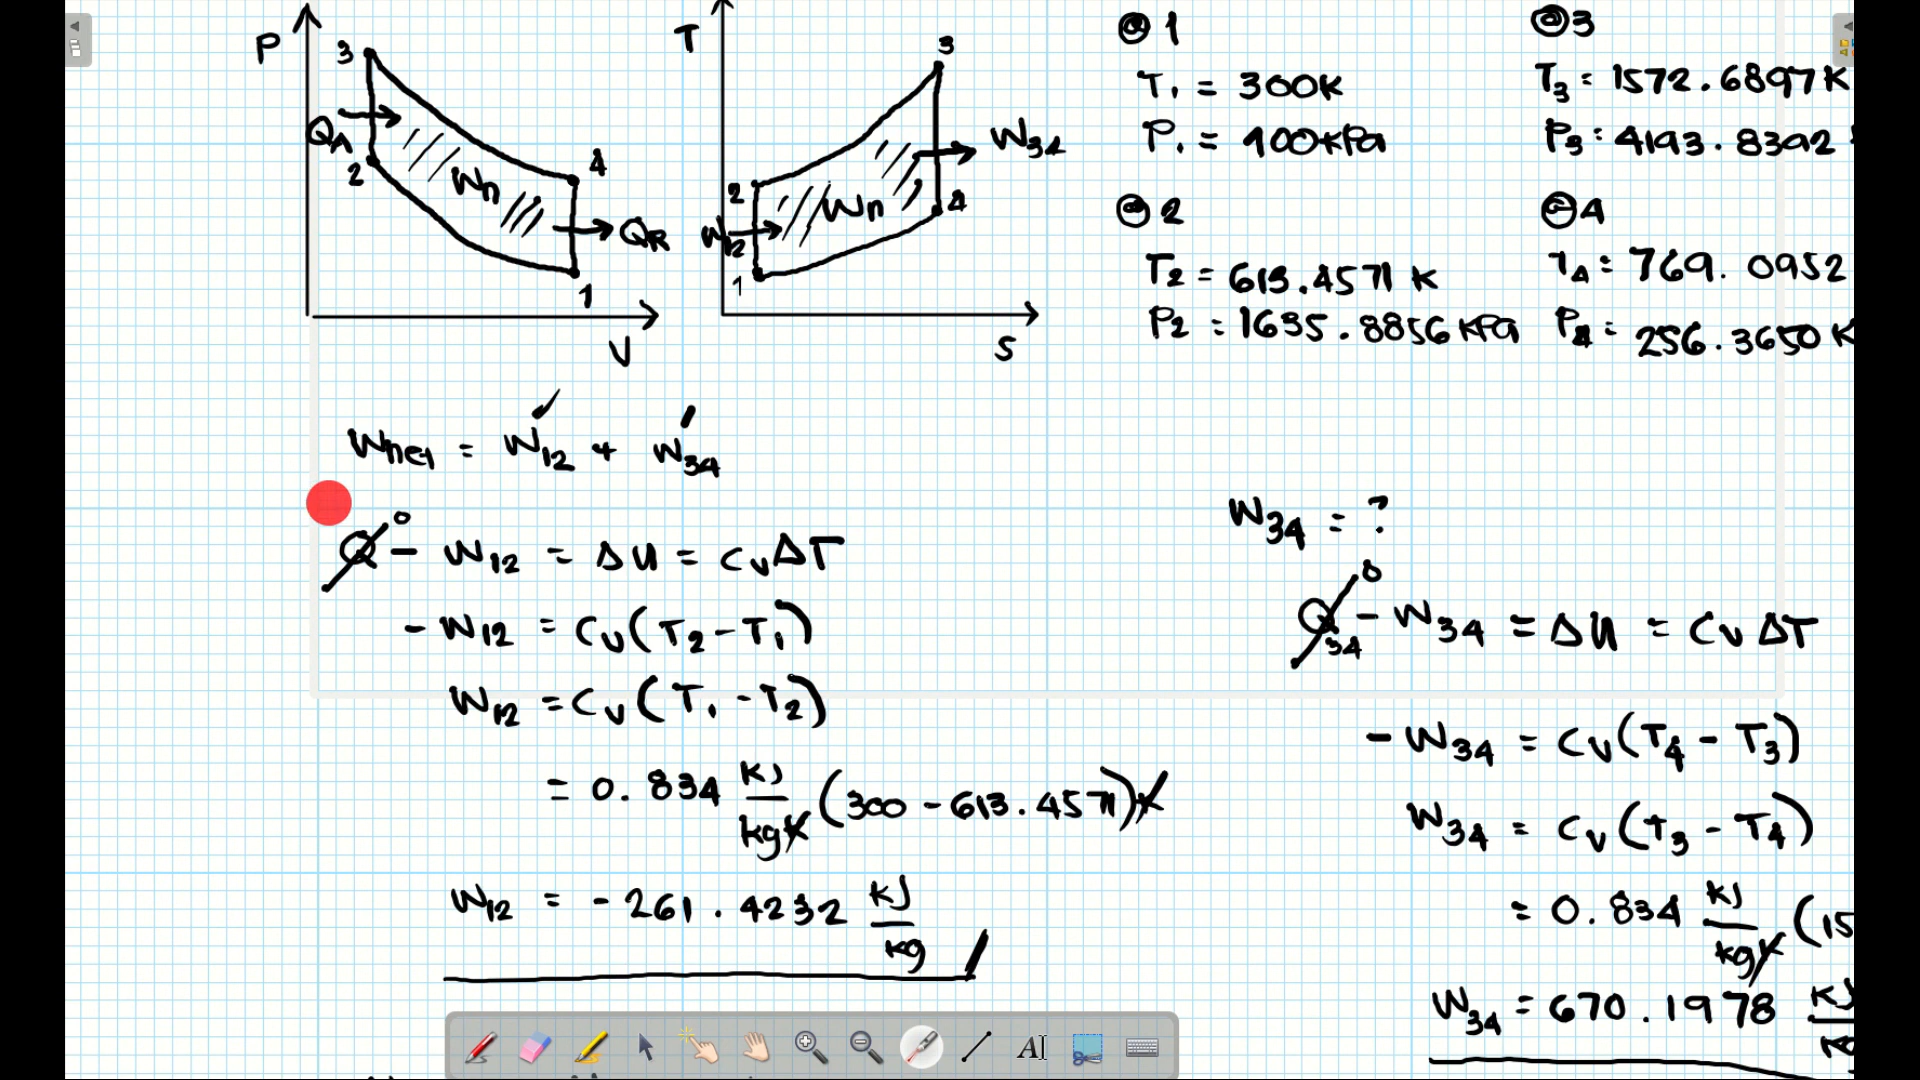 P
3
QA
2
Wn
4
QR
1
V
T
3
2
W34
Wn
4
W12
1
S
@ 1
T1 = 300K
P1 = 100kPa
@ 2
T2 = 613.4571 K
P2 = 1635.8856 KPa
@3
T3 = 1572.6897 K
P3 = 4193.8392
@4
T4 = 769.0952
P4 = 256.3650 K
Wnet = W12 + W34
Q 0 - W12 = ΔU = CvΔT
- W12 = Cv(T2 - T1)
W12 = Cv(T1 - T2)
= 0.834 KJ/kgK (300 - 613.4571)K
W12 = -261.4232 KJ/kg
W34 = ?
Q34 0 - W34 = ΔU = CvΔT
- W34 = Cv(T4 - T3)
W34 = Cv(T3 - T4)
= 0.834 KJ/kgK (15
W34 = 670.1978 KJ